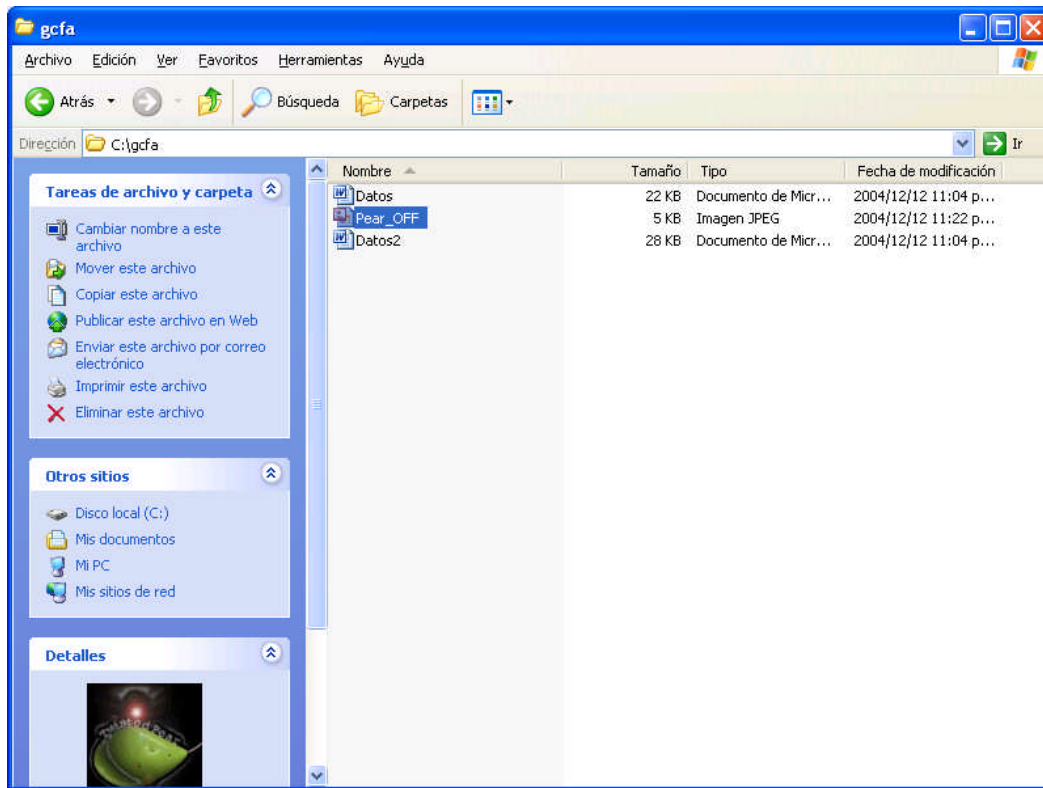 gcfa
Archivo Edición Ver Favoritos Herramientas Ayuda
Atrás Búsqueda Carpetas
Dirección C:\gcfa Ir
Tareas de archivo y carpeta
Cambiar nombre a este
archivo
Mover este archivo
Copiar este archivo
Publicar este archivo en Web
Enviar este archivo por correo
electrónico
Imprimir este archivo
Eliminar este archivo
Otros sitios
Disco local (C:)
Mis documentos
Mi PC
Mis sitios de red
Detalles
Twisted Pear
Nombre Tamaño Tipo Fecha de modificación
Datos 22 KB Documento de Micr... 2004/12/12 11:04 p...
Pear_OFF 5 KB Imagen JPEG 2004/12/12 11:22 p...
Datos2 28 KB Documento de Micr... 2004/12/12 11:04 p...